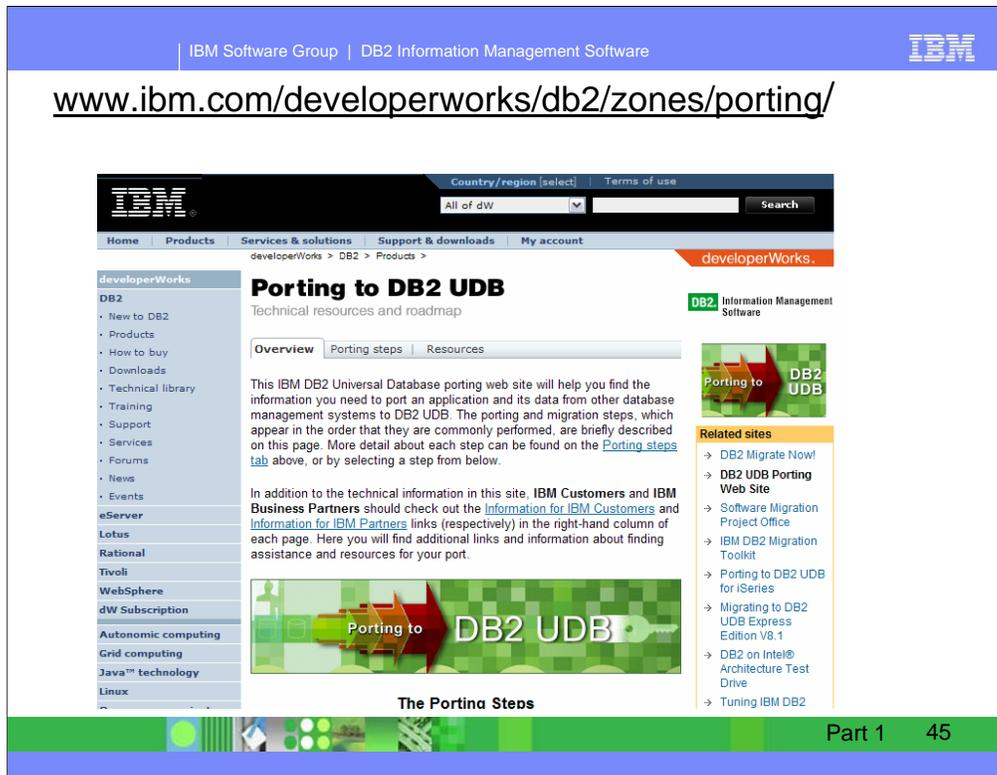 IBM Software Group | DB2 Information Management Software
IBM
www.ibm.com/developerworks/db2/zones/porting/
Country/region [select] | Terms of use
IBM®
All of dW
Search
Home | Products | Services & solutions | Support & downloads | My account
developerWorks > DB2 > Products >
developerWorks.
developerWorks
DB2
• New to DB2
• Products
• How to buy
• Downloads
• Technical library
• Training
• Support
• Services
• Forums
• News
• Events
eServer
Lotus
Rational
Tivoli
WebSphere
dW Subscription
Autonomic computing
Grid computing
Java™ technology
Linux
Porting to DB2 UDB
Technical resources and roadmap
Overview | Porting steps | Resources
This IBM DB2 Universal Database porting web site will help you find the
information you need to port an application and its data from other database
management systems to DB2 UDB. The porting and migration steps, which
appear in the order that they are commonly performed, are briefly described
on this page. More detail about each step can be found on the Porting steps
tab above, or by selecting a step from below.
In addition to the technical information in this site, IBM Customers and IBM
Business Partners should check out the Information for IBM Customers and
Information for IBM Partners links (respectively) in the right-hand column of
each page. Here you will find additional links and information about finding
assistance and resources for your port.
Porting to DB2 UDB
The Porting Steps
DB2. Information Management
Software
Porting to DB2
UDB
Related sites
→ DB2 Migrate Now!
→ DB2 UDB Porting
Web Site
→ Software Migration
Project Office
→ IBM DB2 Migration
Toolkit
→ Porting to DB2 UDB
for iSeries
→ Migrating to DB2
UDB Express
Edition V8.1
→ DB2 on Intel®
Architecture Test
Drive
→ Tuning IBM DB2
Part 1 45